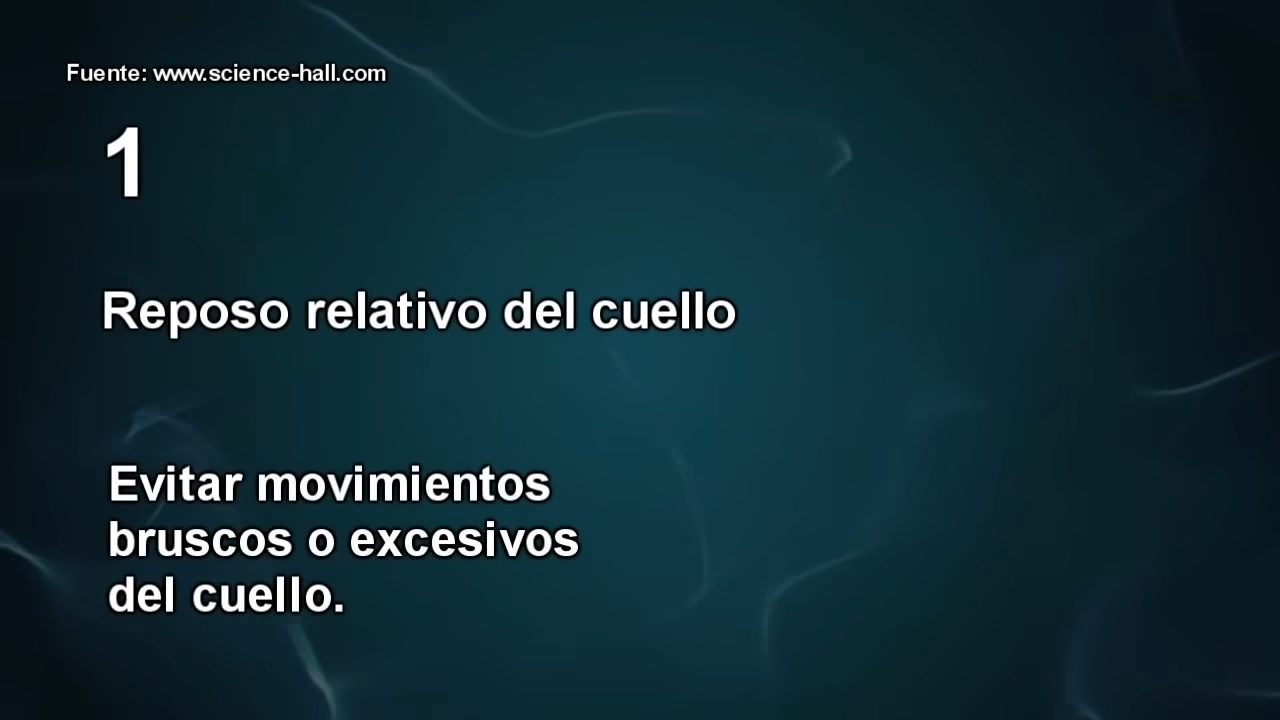 Fuente: www.science-hall.com
1
Reposo relativo del cuello
Evitar movimientos
bruscos o excesivos
del cuello.